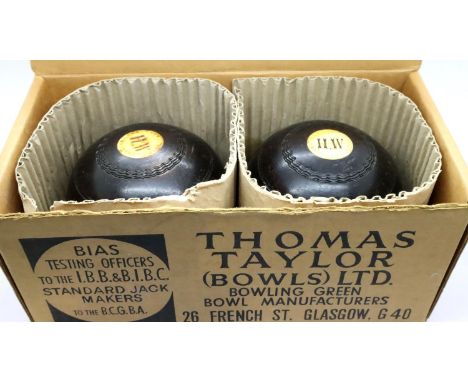 H.W
H.W
BIAS
TESTING OFFICERS
TO THE I.B.B.& B.I.B.C.
STANDARD JACK
MAKERS
TO THE B.C.G.B.A.
THOMAS
TAYLOR
(BOWLS) LTD.
BOWLING GREEN
BOWL MANUFACTURERS
26 FRENCH ST. GLASGOW, G 40